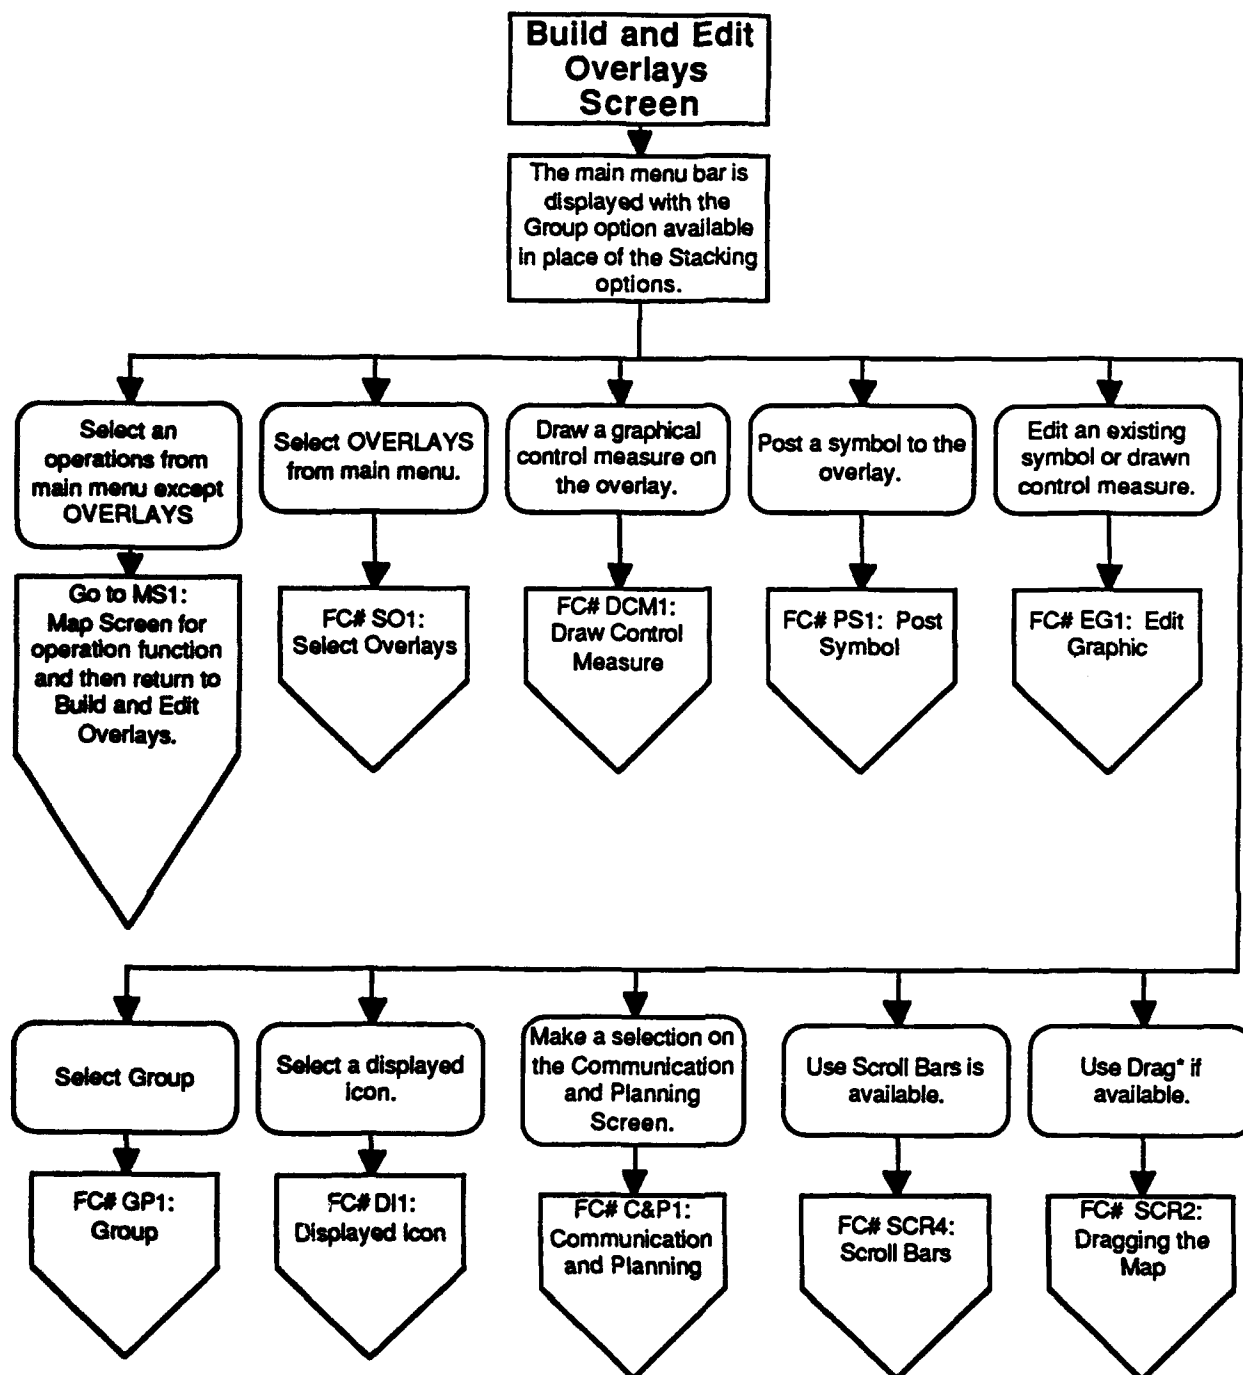 Build and Edit
Overlays
Screen
The main menu bar is
displayed with the
Group option available
in place of the Stacking
options.
Select an
operations from
main menu except
OVERLAYS
Select OVERLAYS
from main menu.
Draw a graphical
control measure on
the overlay.
Post a symbol to the
overlay.
Edit an existing
symbol or drawn
control measure.
Go to MS1:
Map Screen for
operation function
and then return to
Build and Edit
Overlays.
FC# SO1:
Select Overlays
FC# DCM1:
Draw Control
Measure
FC# PS1: Post
Symbol
FC# EG1: Edit
Graphic
Select Group
Select a displayed
icon.
Make a selection on
the Communication
and Planning
Screen.
Use Scroll Bars is
available.
Use Drag* if
available.
FC# GP1:
Group
FC# DI1:
Displayed Icon
FC# C&P1:
Communication
and Planning
FC# SCR4:
Scroll Bars
FC# SCR2:
Dragging the
Map